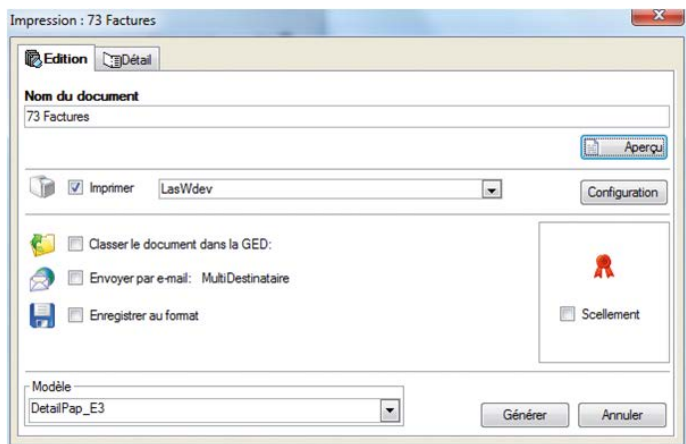 Impression : 73 Factures
Edition
Détail
Nom du document
73 Factures
Aperçu
Imprimer
LasWdev
Configuration
Classer le document dans la GED:
Envoyer par e-mail: MultiDestinataire
Enregistrer au format
Scellement
Modèle
DetailPap_E3
Générer
Annuler